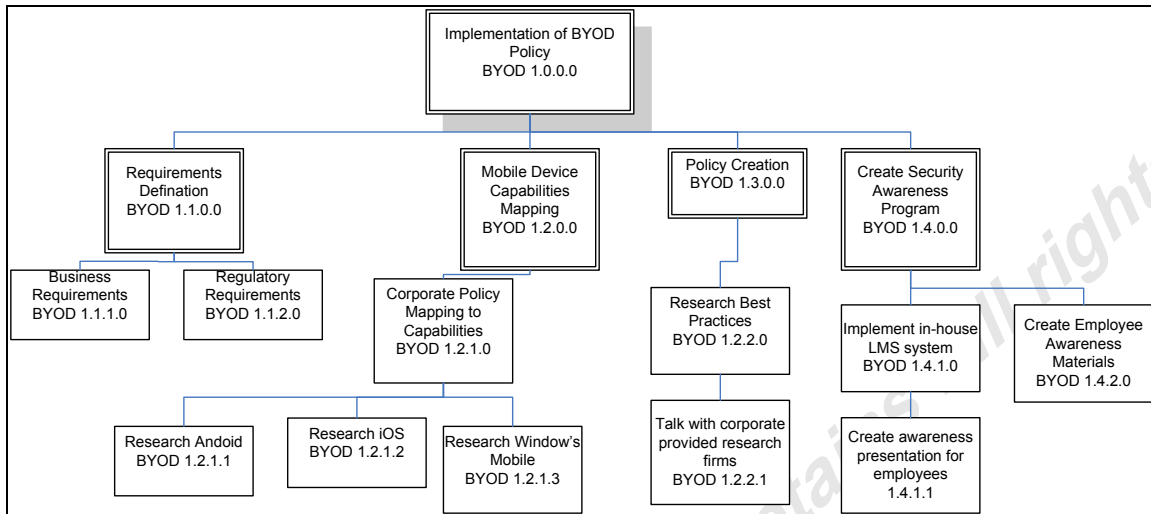 Implementation of BYOD
Policy
BYOD 1.0.0.0
Requirements
Defination
BYOD 1.1.0.0
Mobile Device
Capabilities
Mapping
BYOD 1.2.0.0
Policy Creation
BYOD 1.3.0.0
Create Security
Awareness
Program
BYOD 1.4.0.0
Business
Requirements
BYOD 1.1.1.0
Regulatory
Requirements
BYOD 1.1.2.0
Corporate Policy
Mapping to
Capabilities
BYOD 1.2.1.0
Research Best
Practices
BYOD 1.2.2.0
Implement in-house
LMS system
BYOD 1.4.1.0
Create Employee
Awareness
Materials
BYOD 1.4.2.0
Research Andoid
BYOD 1.2.1.1
Research iOS
BYOD 1.2.1.2
Research Window's
Mobile
BYOD 1.2.1.3
Talk with corporate
provided research
firms
BYOD 1.2.2.1
Create awareness
presentation for
employees
1.4.1.1